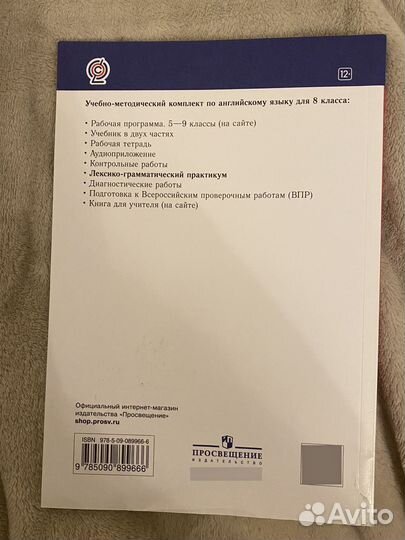 12+
Учебно-методический комплект по английскому языку для 8 класса:
• Рабочая программа. 5—9 классы (на сайте)
• Учебник в двух частях
• Рабочая тетрадь
• Аудиоприложение
• Контрольные работы
• Лексико-грамматический практикум
• Диагностические работы
• Подготовка к Всероссийским проверочным работам (ВПР)
• Книга для учителя (на сайте)
Официальный интернет-магазин
издательства «Просвещение»
shop.prosv.ru
ISBN 978-5-09-089966-6
9 785090 899666
ПРОСВЕЩЕНИЕ
ИЗДАТЕЛЬСТВО
Avito